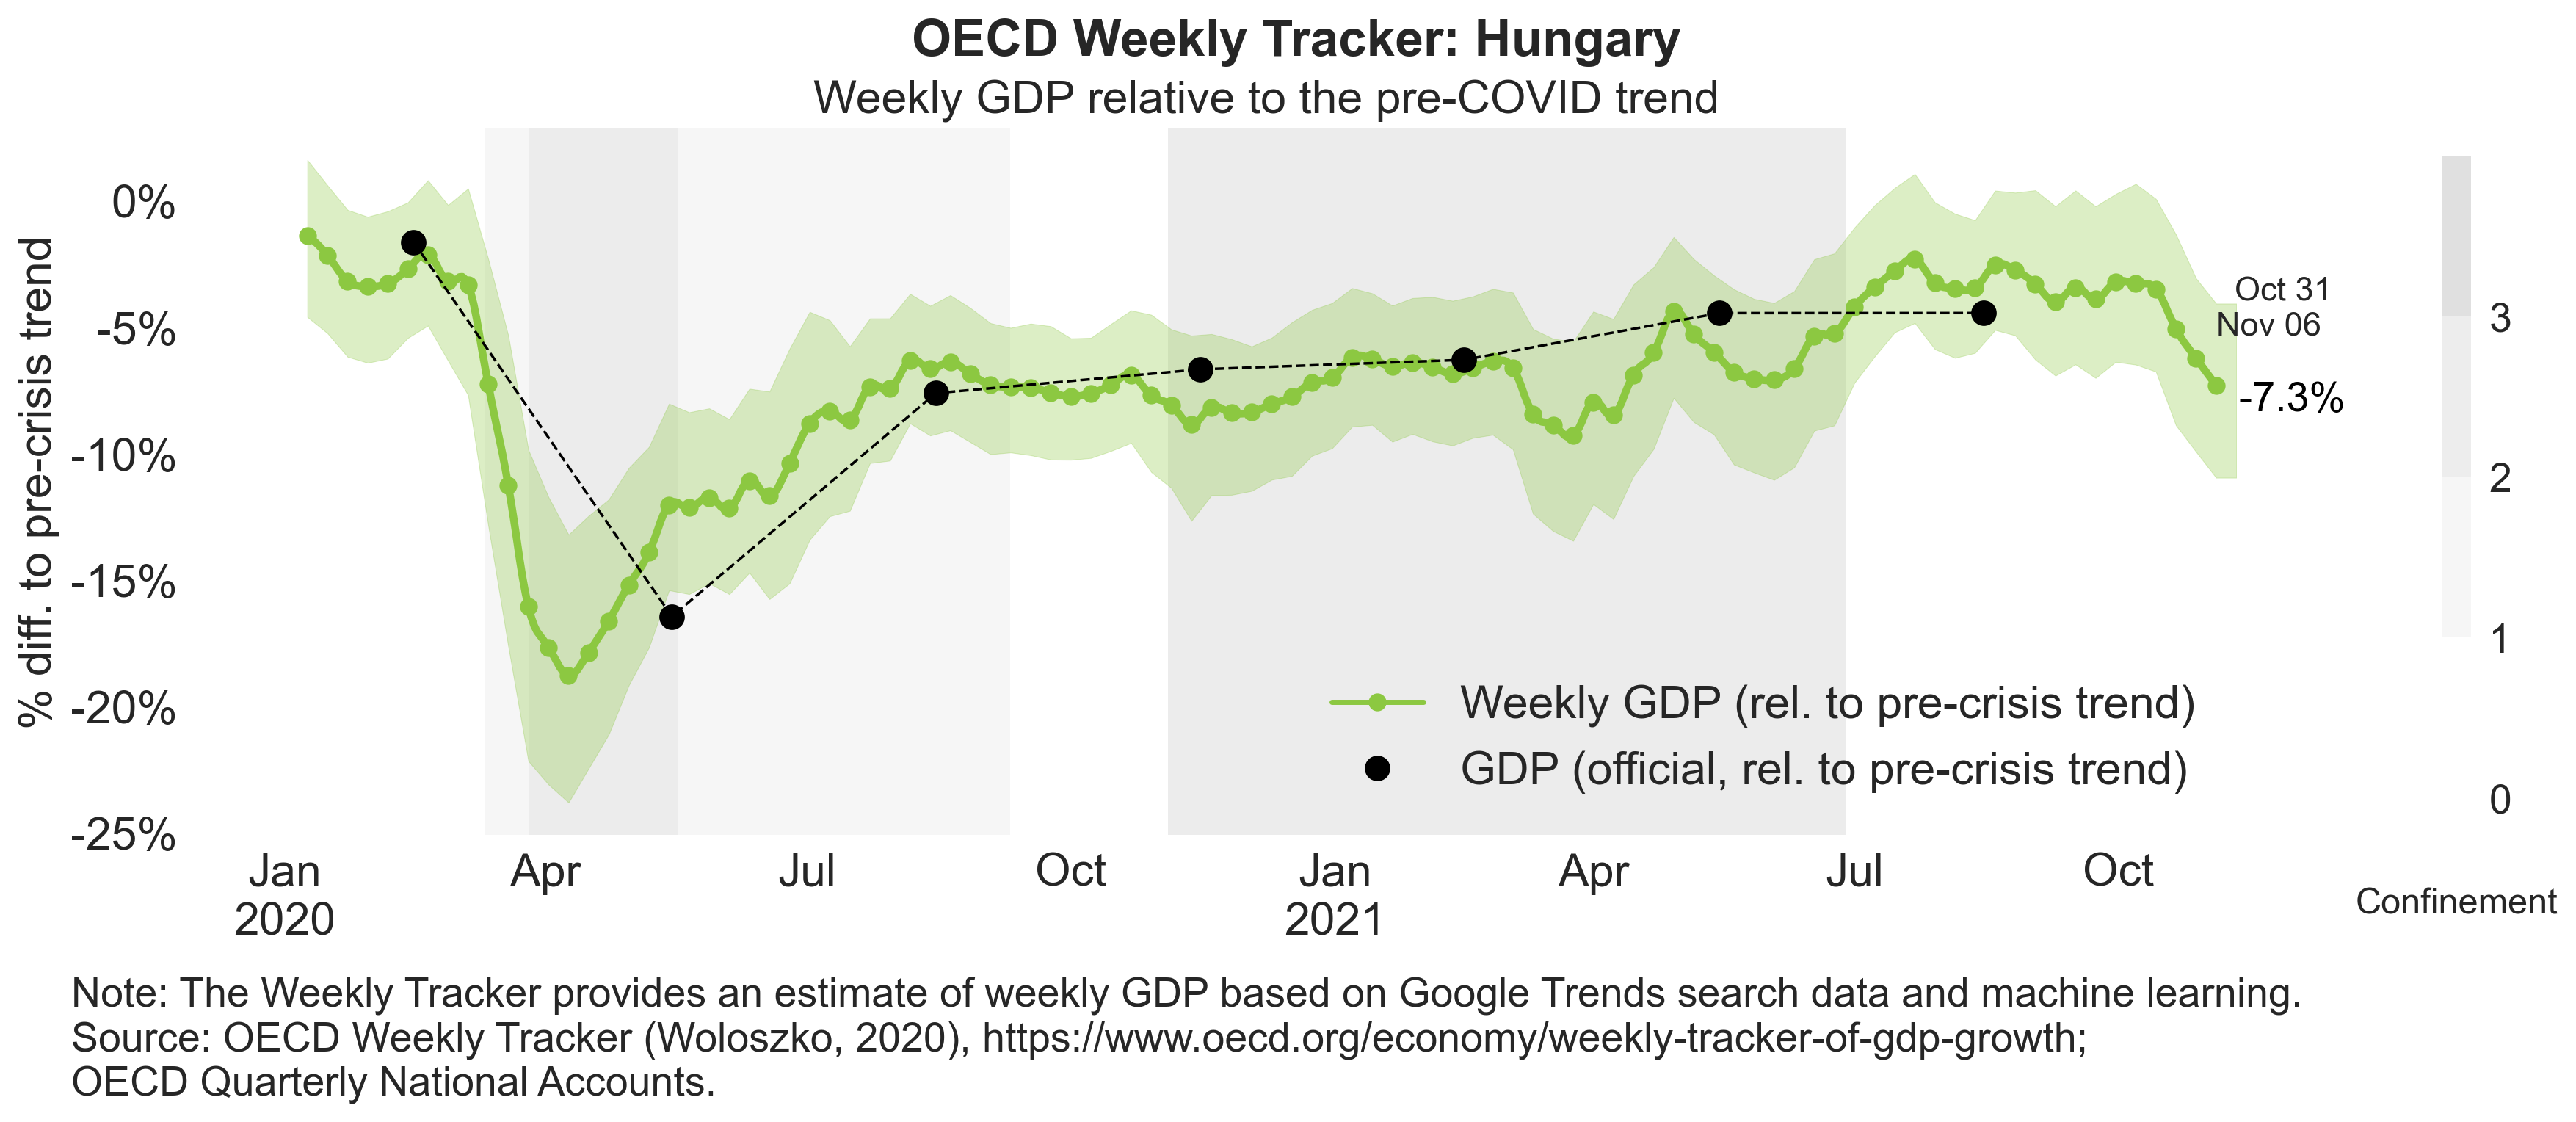 OECD Weekly Tracker: Hungary
Weekly GDP relative to the pre-COVID trend
% diff. to pre-crisis trend
0%
-5%
-10%
-15%
-20%
-25%
Oct 31
Nov 06
-7.3%
Weekly GDP (rel. to pre-crisis trend)
GDP (official, rel. to pre-crisis trend)
3
2
1
0
Confinement
Jan Apr Jul Oct Jan Apr Jul Oct
2020 2021
Note: The Weekly Tracker provides an estimate of weekly GDP based on Google Trends search data and machine learning.
Source: OECD Weekly Tracker (Woloszko, 2020), https://www.oecd.org/economy/weekly-tracker-of-gdp-growth;
OECD Quarterly National Accounts.